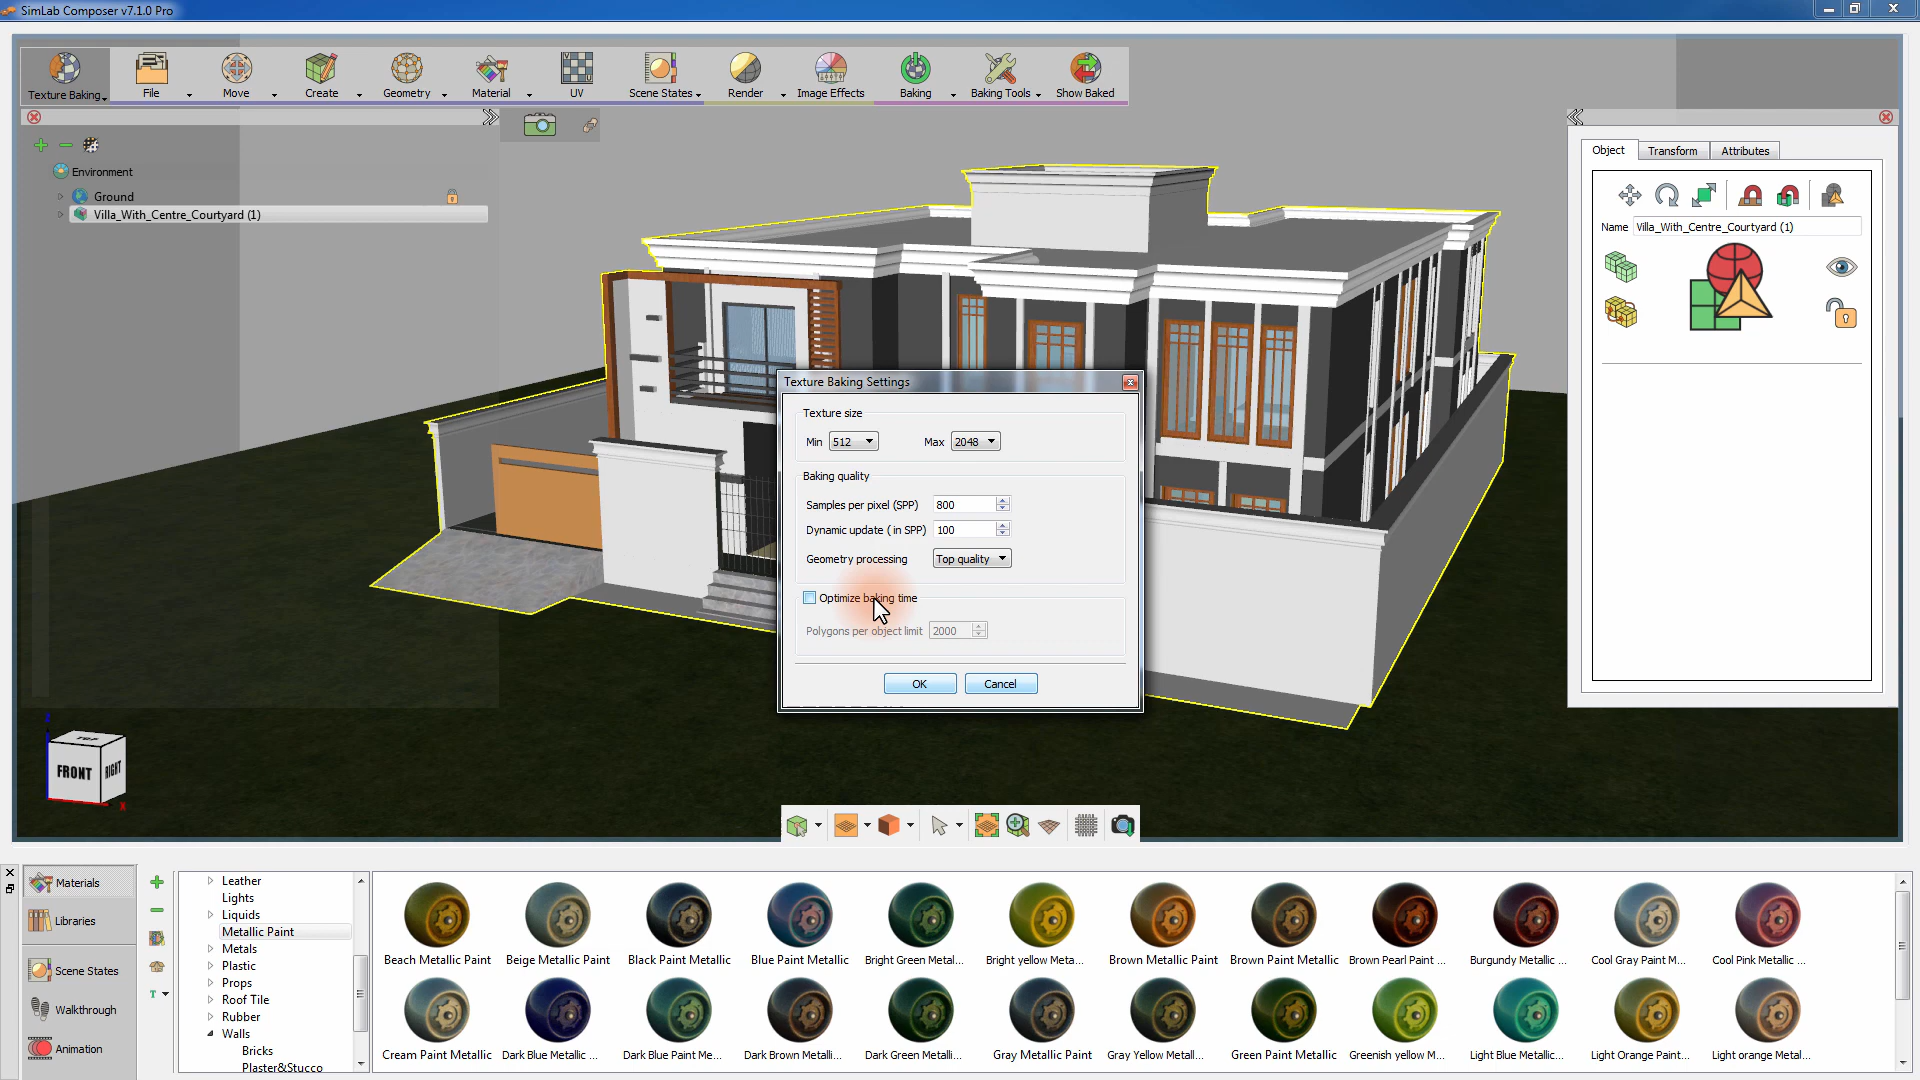 SimLab Composer v7.1.0 Pro
Texture Baking
File
Move
Create
Geometry
Material
UV
Scene States
Render
Image Effects
Baking
Baking Tools
Show Baked
Environment
Ground
Villa_With_Centre_Courtyard (1)
Object
Transform
Attributes
Name
Villa_With_Centre_Courtyard (1)
Texture Baking Settings
Texture size
Min 512
Max 2048
Baking quality
Samples per pixel (SPP) 800
Dynamic update ( in SPP) 100
Geometry processing Top quality
Optimize baking time
Polygons per object limit 2000
OK
Cancel
Z
TOP
FRONT
RIGHT
X
Materials
Libraries
Scene States
Walkthrough
Animation
T
Leather
Lights
Liquids
Metallic Paint
Metals
Plastic
Props
Roof Tile
Rubber
Walls
Bricks
Plaster&Stucco
Beach Metallic Paint
Beige Metallic Paint
Black Paint Metallic
Blue Paint Metallic
Bright Green Metal...
Bright yellow Meta...
Brown Metallic Paint
Brown Paint Metallic
Brown Pearl Paint ...
Burgundy Metallic ...
Cool Gray Paint M...
Cool Pink Metallic ...
Cream Paint Metallic
Dark Blue Metallic ...
Dark Blue Paint Me...
Dark Brown Metalli...
Dark Green Metalli...
Gray Metallic Paint
Gray Yellow Metall...
Green Paint Metallic
Greenish yellow M...
Light Blue Metallic...
Light Orange Paint...
Light orange Metal...